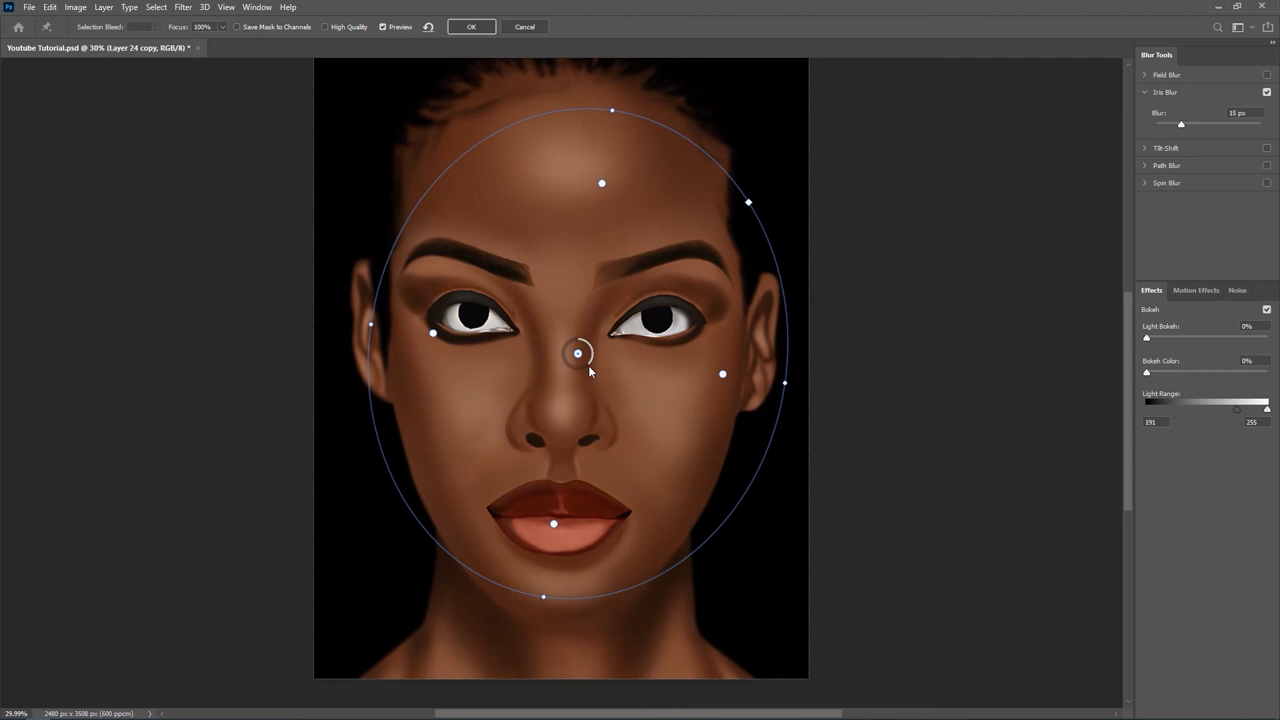 Ps File Edit Image Layer Type Select Filter 3D View Window Help
Selection Bleed: Focus: 100% Save Mask to Channels High Quality Preview OK Cancel
Youtube Tutorial.psd @ 30% (Layer 24 copy, RGB/8) *
Blur Tools
Field Blur
Iris Blur
Blur: 15 px
Tilt-Shift
Path Blur
Spin Blur
Effects Motion Effects Noise
Bokeh
Light Bokeh: 0%
Bokeh Color: 0%
Light Range:
191 255
29.99% 2480 px x 3508 px (600 ppcm)